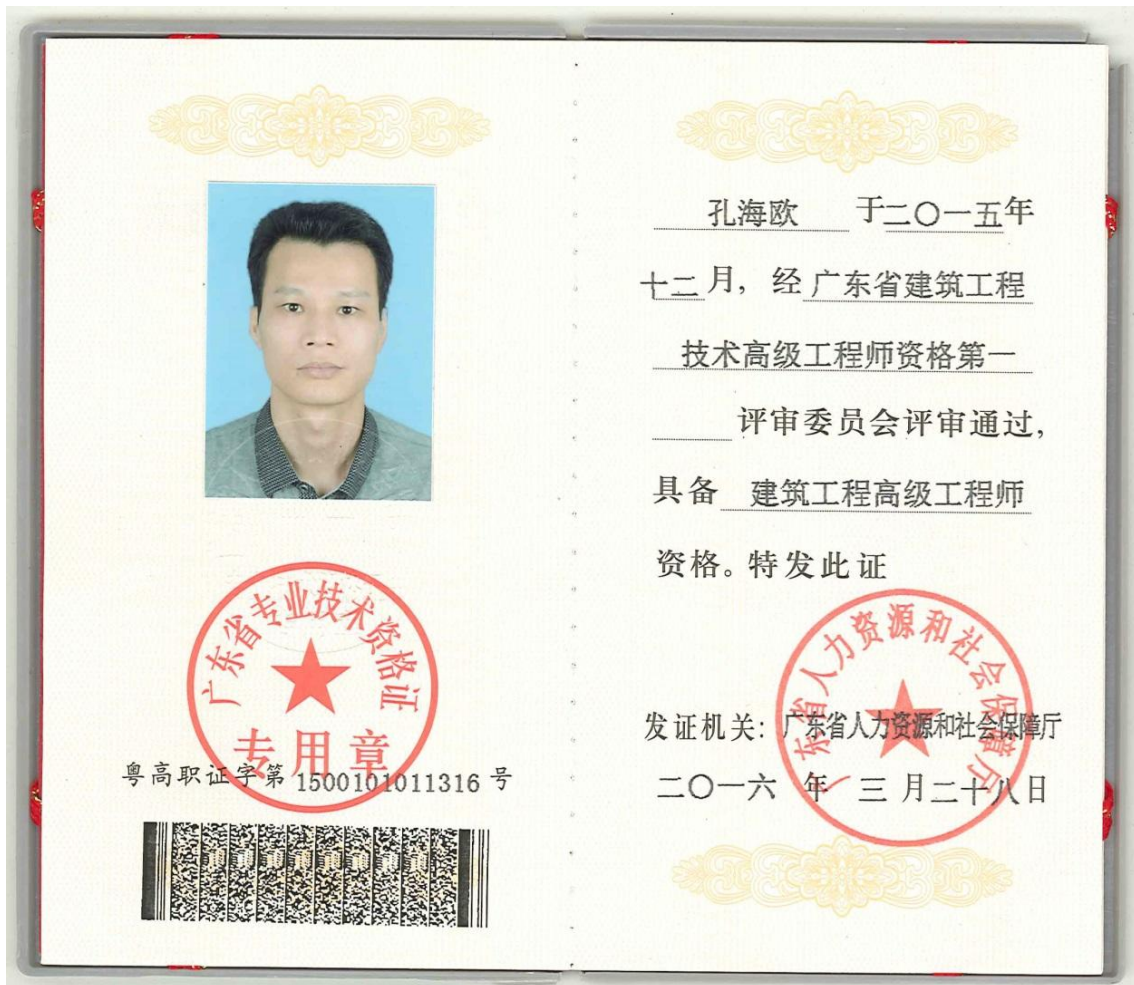 广东省专业技术资格证
专用章
粤高职证字第 1500101011316 号
孔海欧 于二〇一五年
十二月，经广东省建筑工程
技术高级工程师资格第一
评审委员会评审通过，
具备 建筑工程高级工程师
资格。特发此证
广东省人力资源和社会保障厅
发证机关：广东省人力资源和社会保障厅
二〇一六 年 三 月二十八日